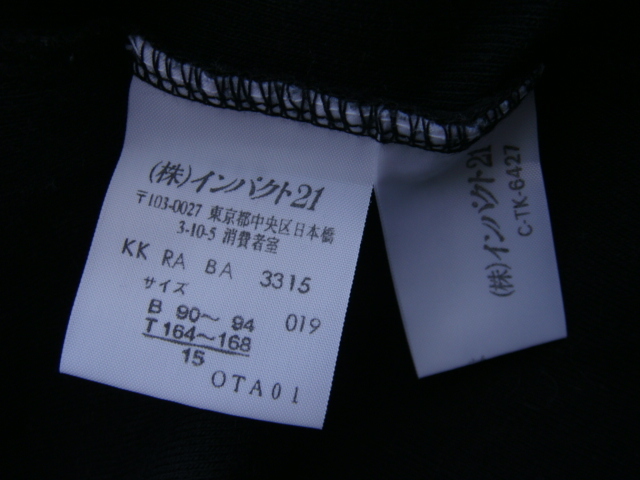 (株)インパクト21
〒103-0027 東京都中央区日本橋
3-10-5 消費者室
KK RA BA 3315
サイズ
B 90〜94 019
T 164〜168
15
OTA01
(株)インパクト21
C-TK-6427